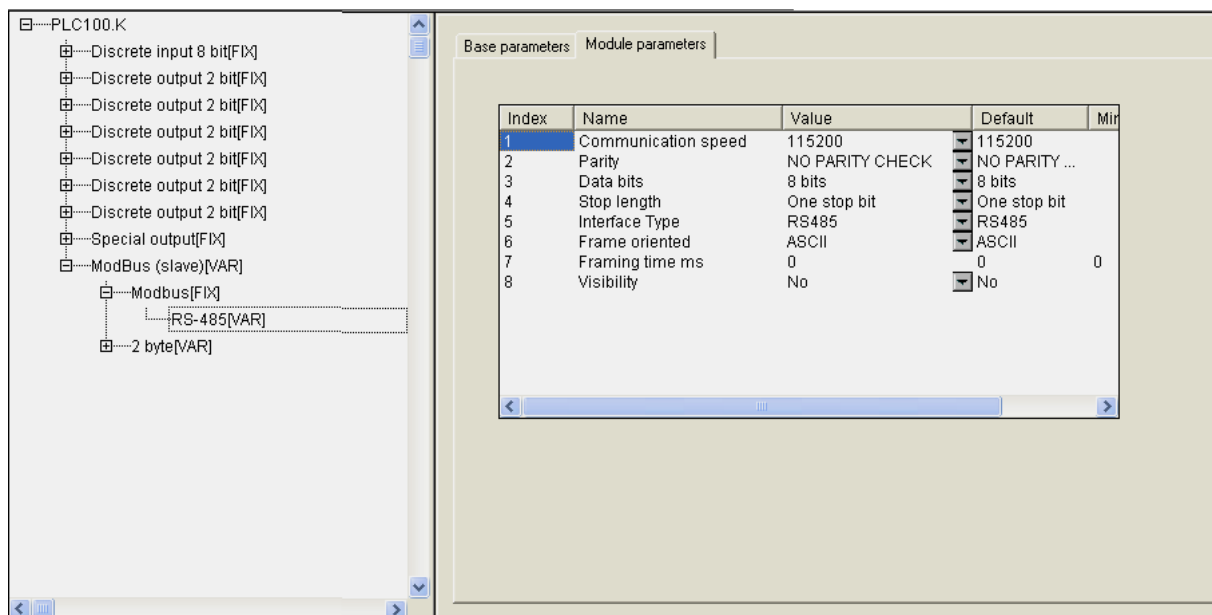 PLC100.K
Discrete input 8 bit[FIX]
Discrete output 2 bit[FIX]
Discrete output 2 bit[FIX]
Discrete output 2 bit[FIX]
Discrete output 2 bit[FIX]
Discrete output 2 bit[FIX]
Discrete output 2 bit[FIX]
Special output[FIX]
ModBus (slave)[VAR]
Modbus[FIX]
RS-485[VAR]
2 byte[VAR]
Base parameters Module parameters
Index Name Value Default Mir
1 Communication speed 115200 115200
2 Parity NO PARITY CHECK NO PARITY ...
3 Data bits 8 bits 8 bits
4 Stop length One stop bit One stop bit
5 Interface Type RS485 RS485
6 Frame oriented ASCII ASCII
7 Framing time ms 0 0 0
8 Visibility No No